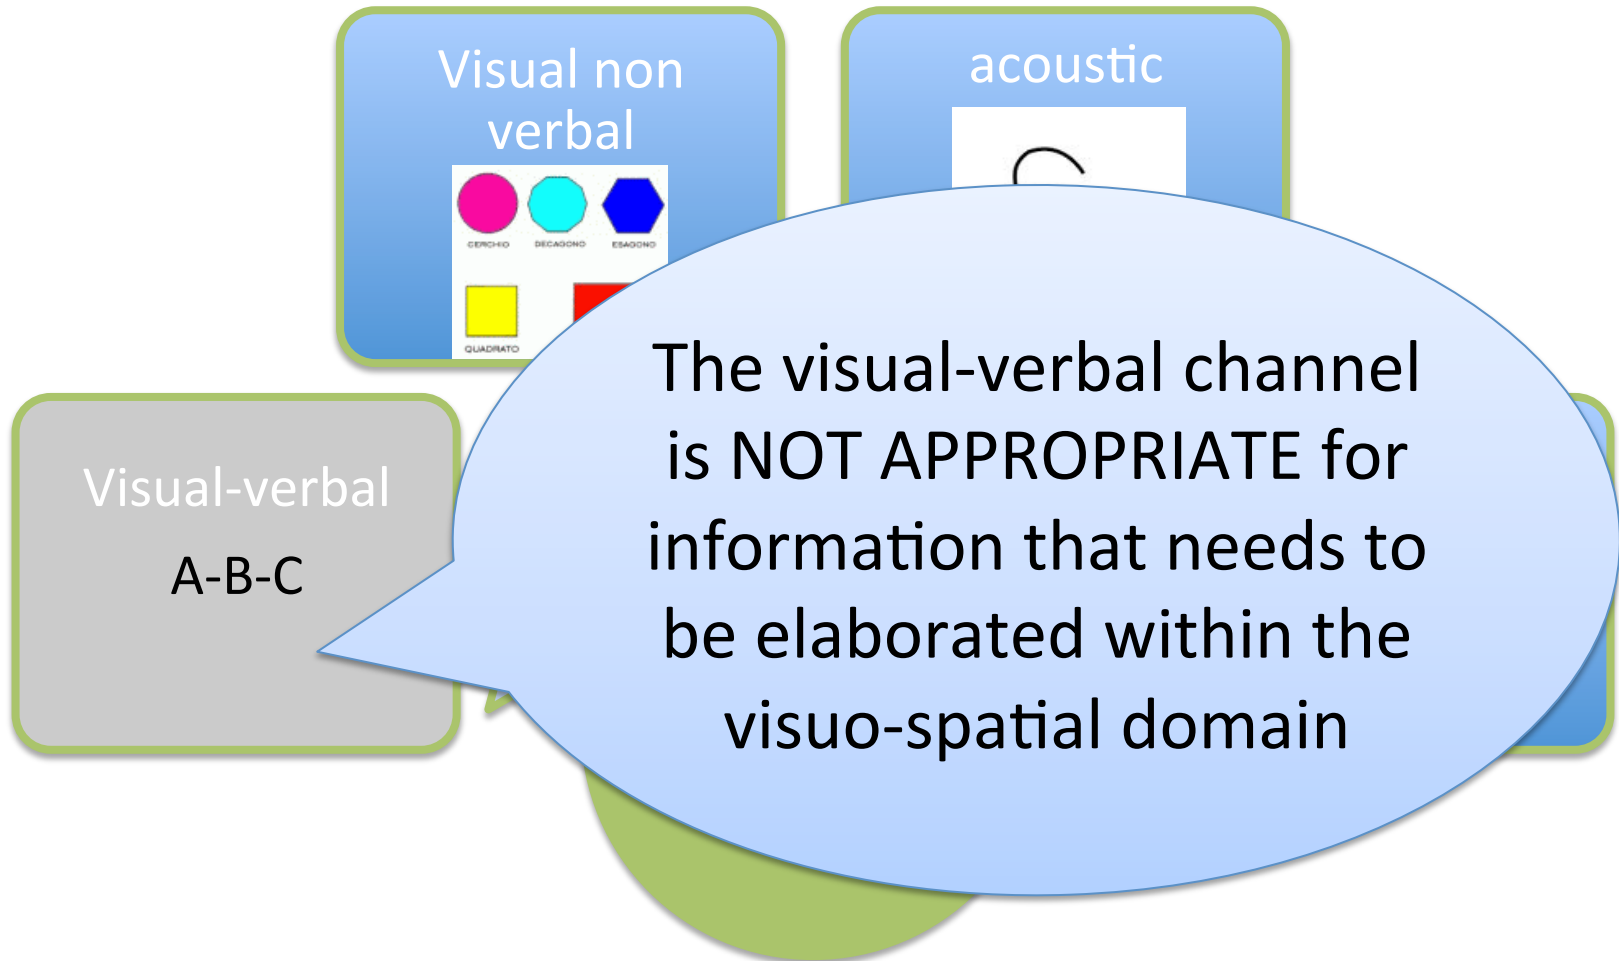 Visual non
verbal
CERCHIO DECAGONO ESAGONO
QUADRATO
acoustic
Visual-verbal
A-B-C
The visual-verbal channel
is NOT APPROPRIATE for
information that needs to
be elaborated within the
visuo-spatial domain